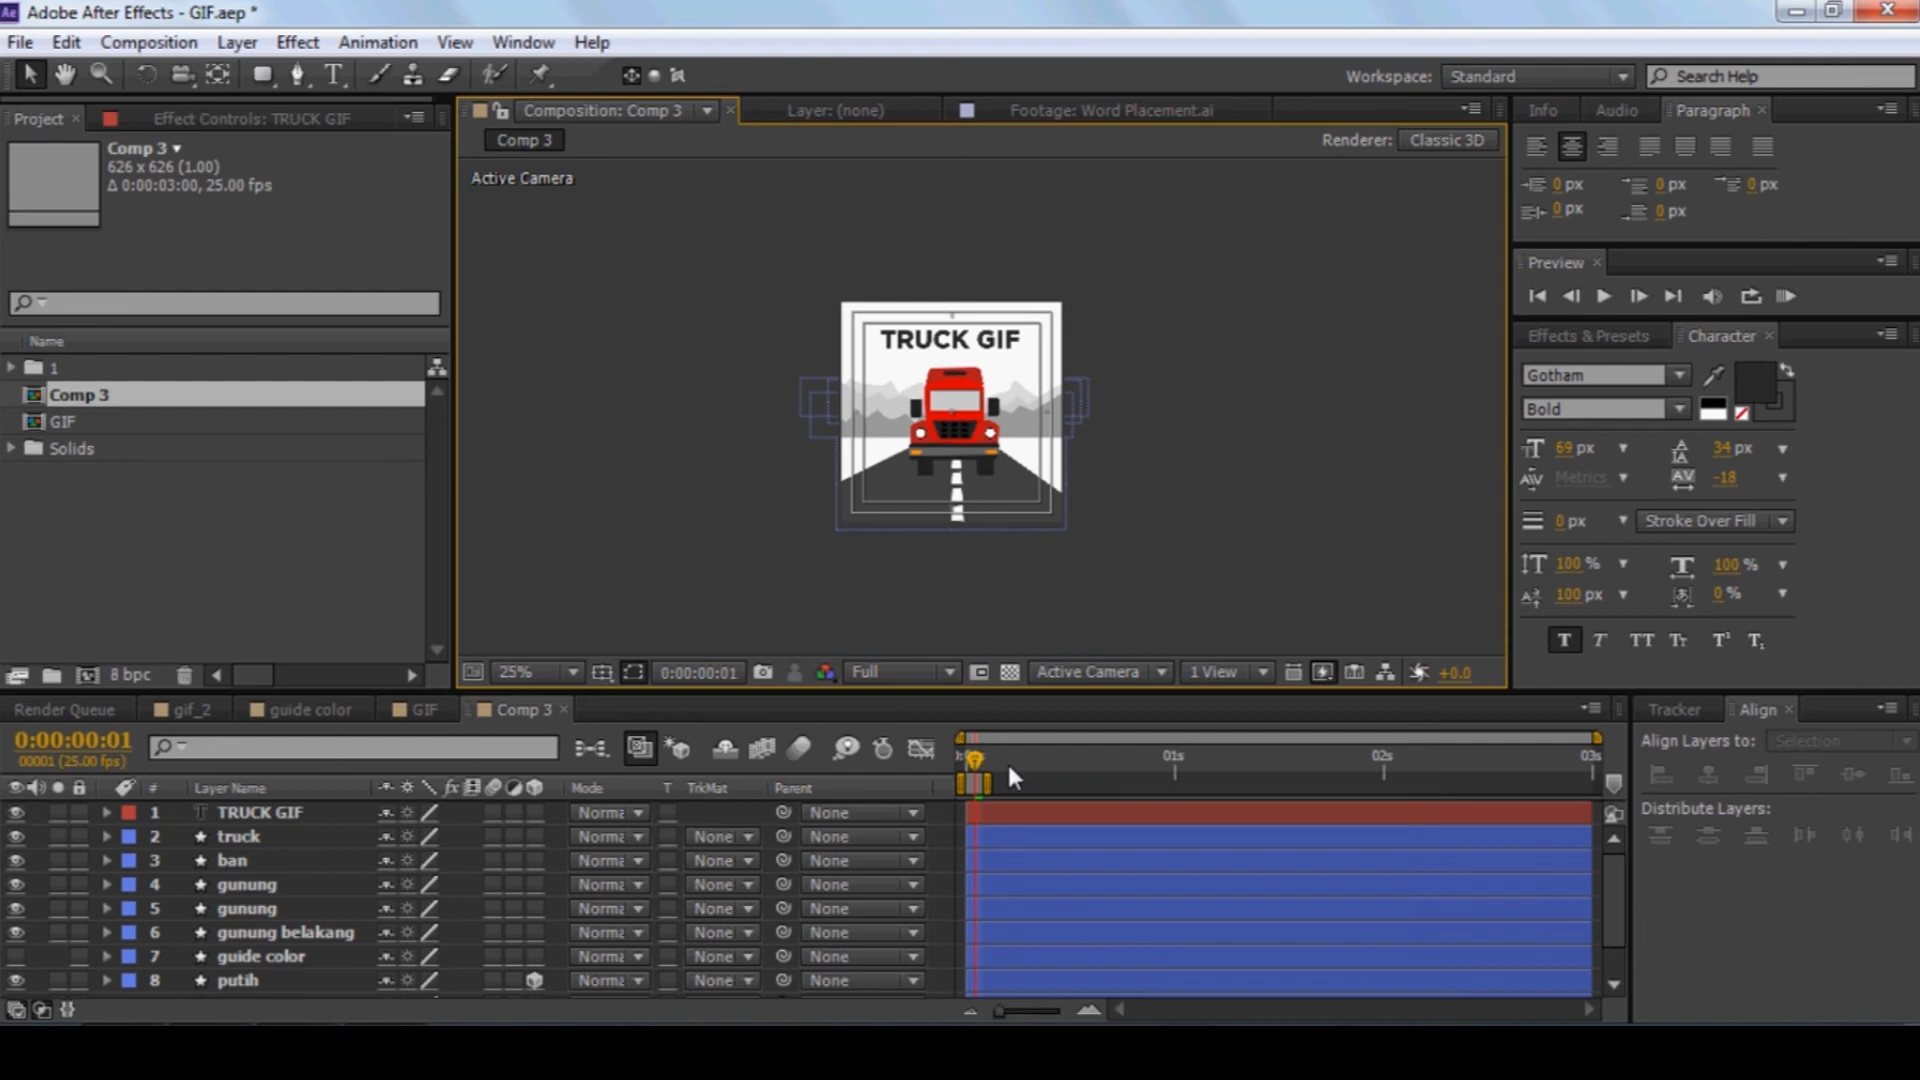 Adobe After Effects - GIF.aep *
File Edit Composition Layer Effect Animation View Window Help
Workspace: Standard Search Help
Project Effect Controls: TRUCK GIF
Composition: Comp 3 Layer: (none) Footage: Word Placement.ai
Info Audio Paragraph
Comp 3
626 x 626 (1.00)
Δ 0:00:03:00, 25.00 fps
Comp 3 Renderer: Classic 3D
Active Camera
0 px 0 px 0 px
0 px 0 px
Preview
TRUCK GIF
Name
1
Comp 3
GIF
Solids
Effects & Presets Character
Gotham
Bold
69 px 34 px
Metrics -18
0 px Stroke Over Fill
100 % 100 %
100 px 0 %
T T TT Tт T¹ T,
8 bpc
25% 0:00:00:01 Full Active Camera 1 View +0.0
Render Queue gif_2 guide color GIF Comp 3
Tracker Align
0:00:00:01
00001 (25.00 fps)
01s 02s 03s
Align Layers to: Selection
Distribute Layers:
# Layer Name fx Mode T TrkMat Parent
1 T TRUCK GIF Norma None
2 truck Norma None None
3 ban Norma None None
4 gunung Norma None None
5 gunung Norma None None
6 gunung belakang Norma None None
7 guide color Norma None None
8 putih Norma None None